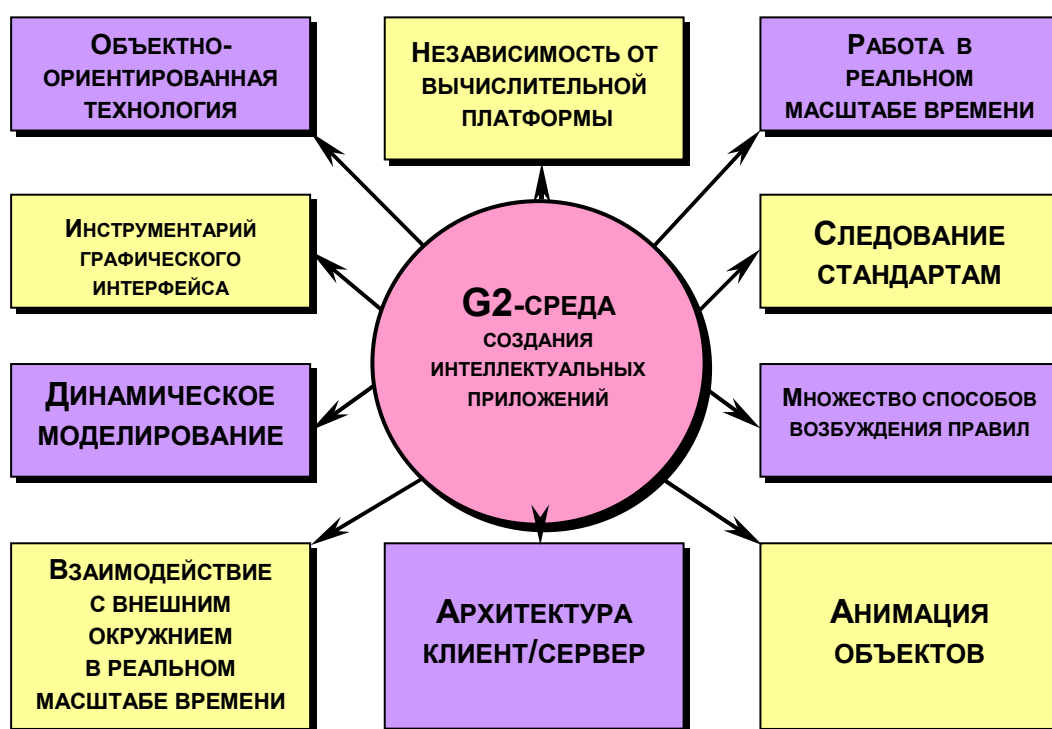 ОБЪЕКТНО-
ОРИЕНТИРОВАННАЯ
ТЕХНОЛОГИЯ
НЕЗАВИСИМОСТЬ ОТ
ВЫЧИСЛИТЕЛЬНОЙ
ПЛАТФОРМЫ
РАБОТА В
РЕАЛЬНОМ
МАСШТАБЕ ВРЕМЕНИ
ИНСТРУМЕНТАРИЙ
ГРАФИЧЕСКОГО
ИНТЕРФЕЙСА
G2-СРЕДА
СОЗДАНИЯ
ИНТЕЛЛЕКТУАЛЬНЫХ
ПРИЛОЖЕНИЙ
СЛЕДОВАНИЕ
СТАНДАРТАМ
ДИНАМИЧЕСКОЕ
МОДЕЛИРОВАНИЕ
МНОЖЕСТВО СПОСОБОВ
ВОЗБУЖДЕНИЯ ПРАВИЛ
ВЗАИМОДЕЙСТВИЕ
С ВНЕШНИМ
ОКРУЖНИЕМ
В РЕАЛЬНОМ
МАСШТАБЕ ВРЕМЕНИ
АРХИТЕКТУРА
КЛИЕНТ/СЕРВЕР
АНИМАЦИЯ
ОБЪЕКТОВ